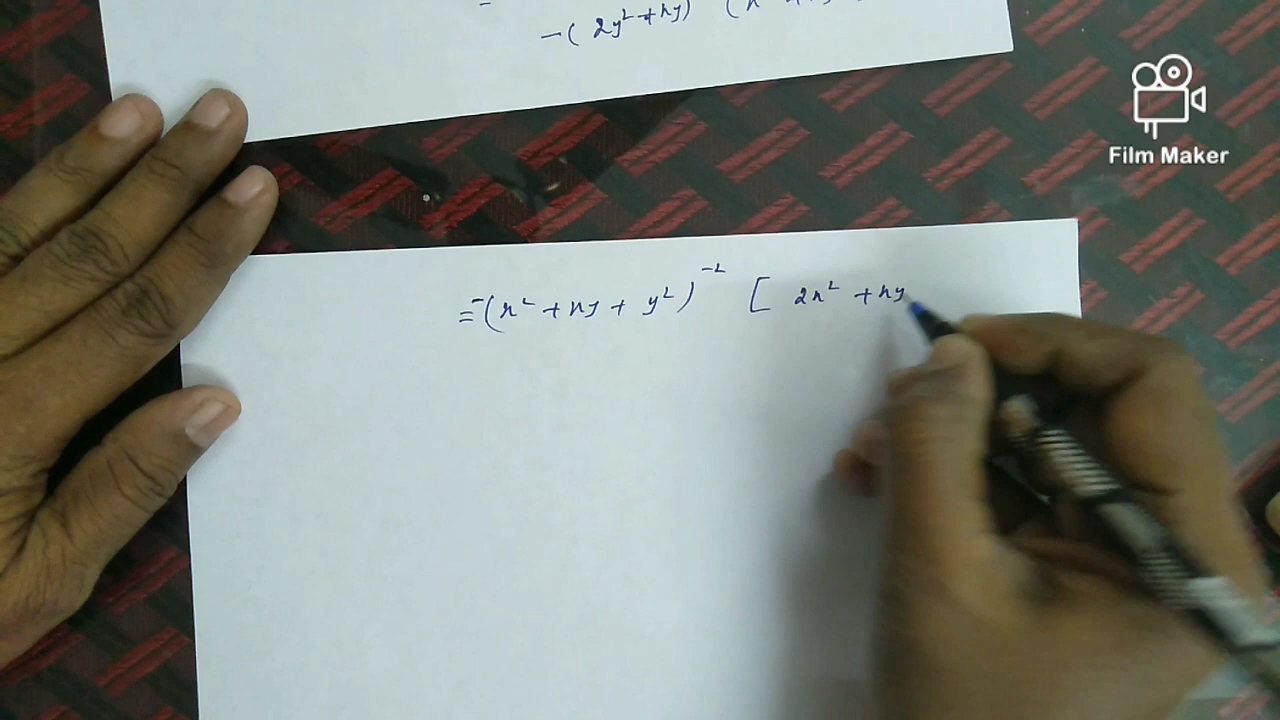 -(2y²+xy) (x
Film Maker
= -(x² + xy + y²)⁻² [ 2x² + xy